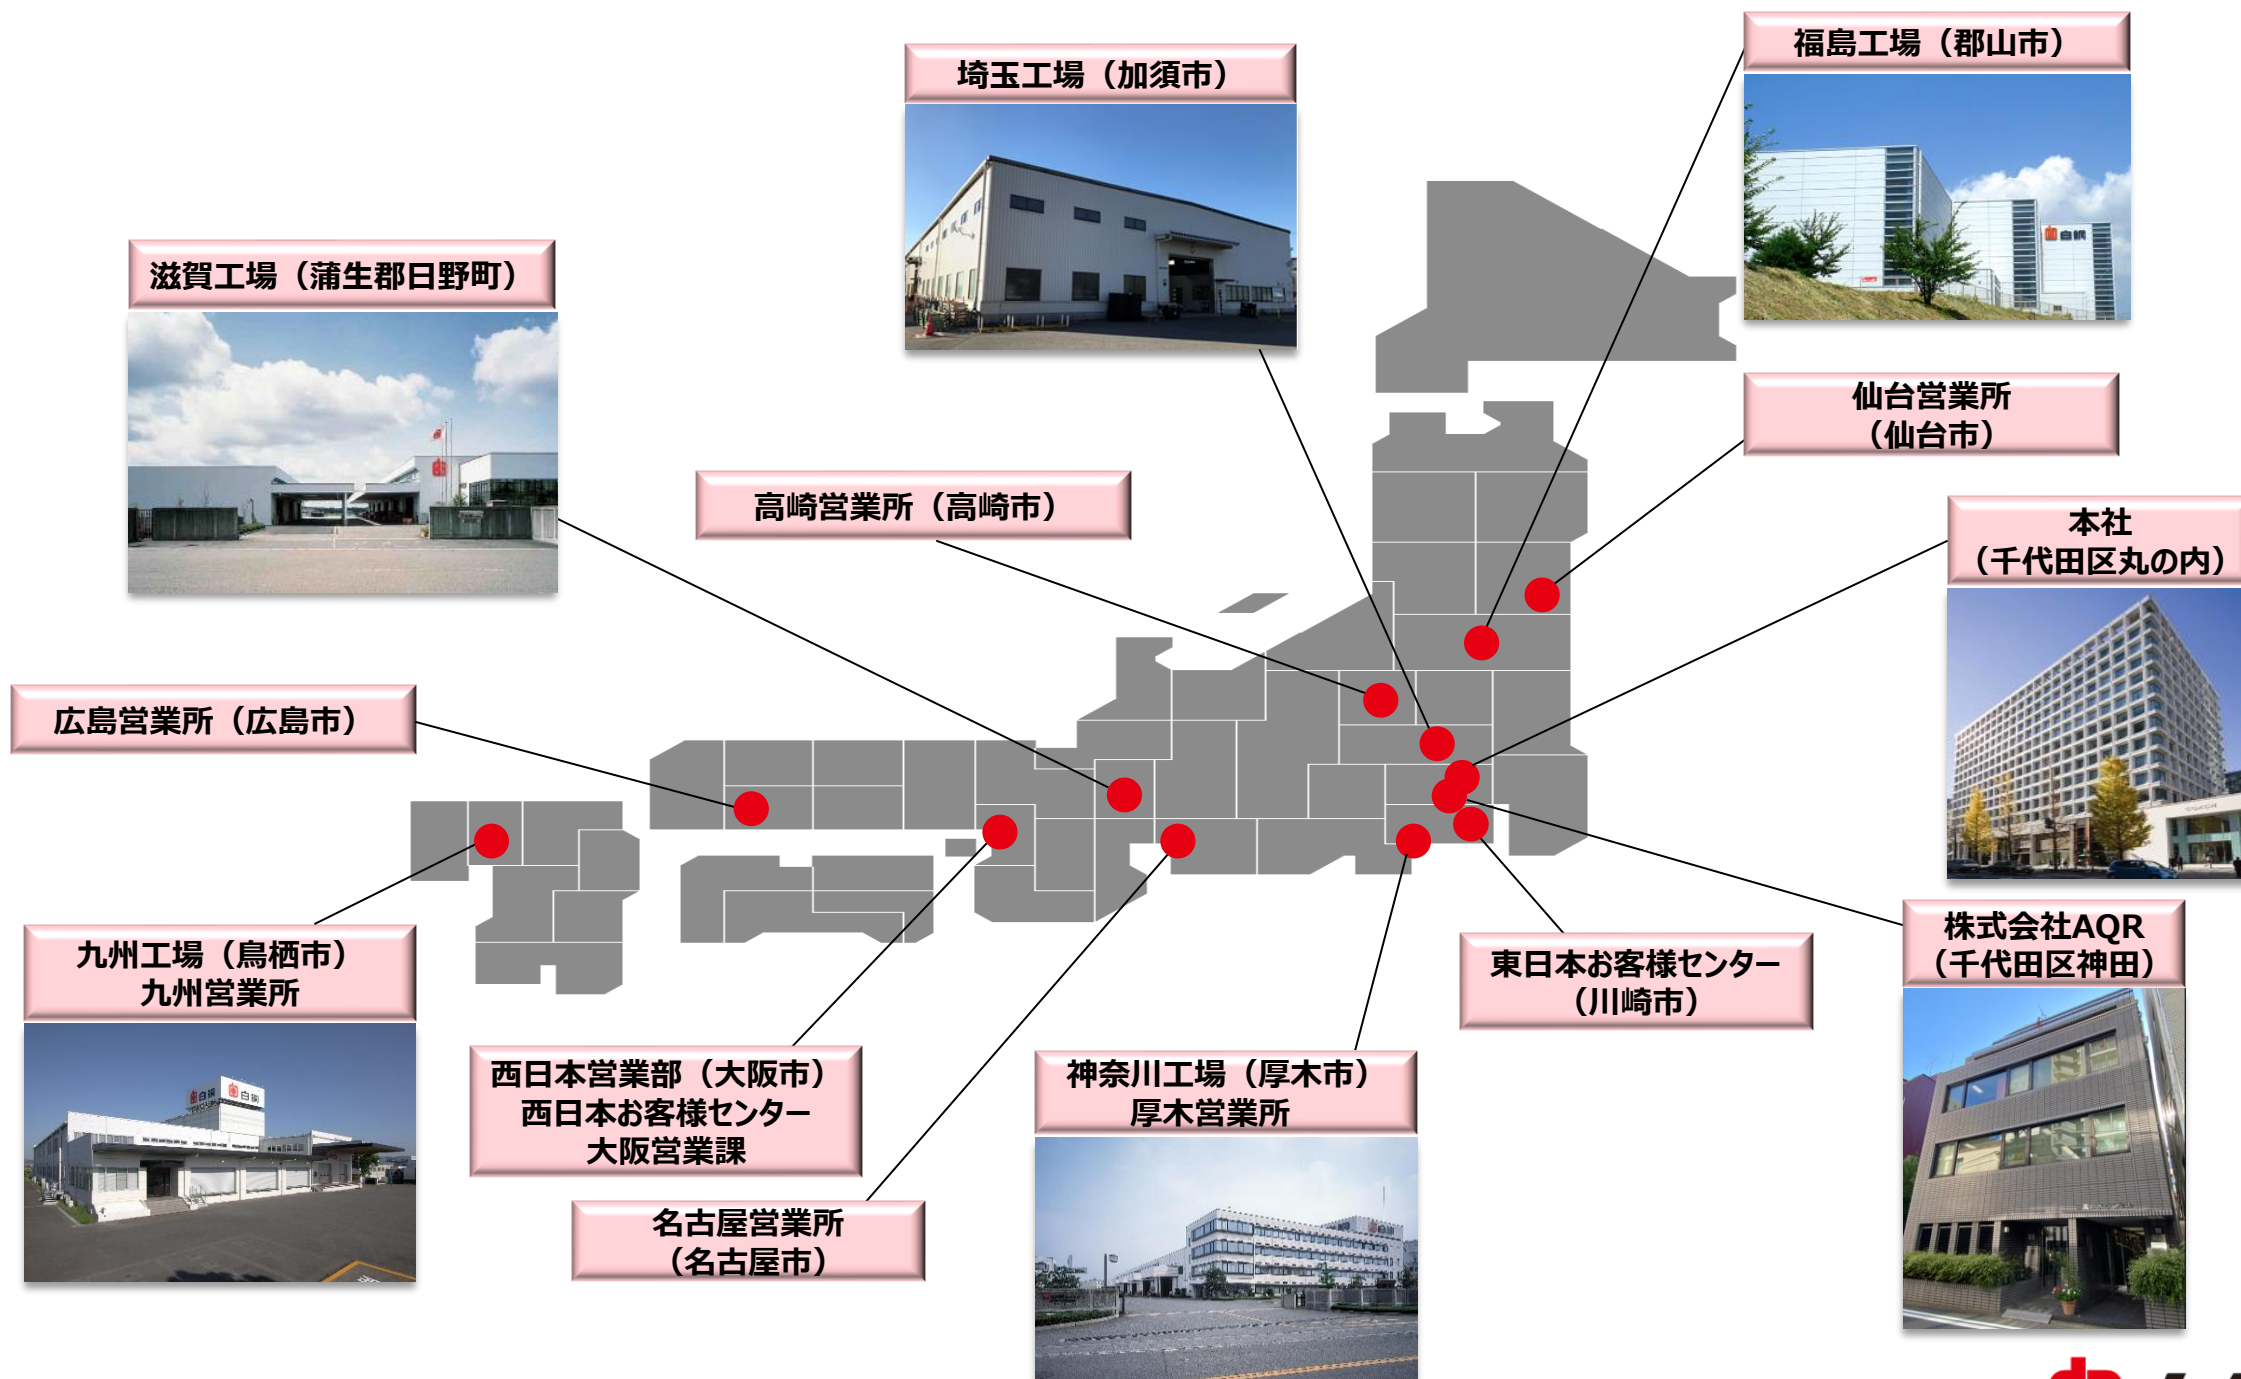 福島工場（郡山市）
埼玉工場（加須市）
白銅
滋賀工場（蒲生郡日野町）
仙台営業所
（仙台市）
高崎営業所（高崎市）
本社
（千代田区丸の内）
広島営業所（広島市）
九州工場（鳥栖市）
九州営業所
白銅
白銅
西日本営業部（大阪市）
西日本お客様センター
大阪営業課
名古屋営業所
（名古屋市）
神奈川工場（厚木市）
厚木営業所
東日本お客様センター
（川崎市）
株式会社AQR
（千代田区神田）